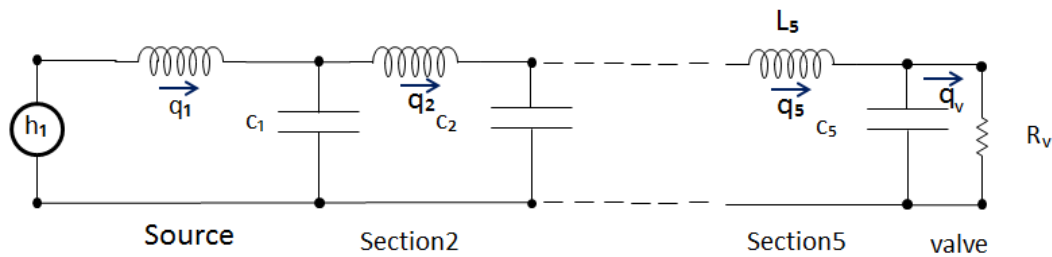 L₅
q₁
q₂
q₅
qᵥ
h₁
c₁
c₂
c₅
Rᵥ
Source
Section2
Section5
valve